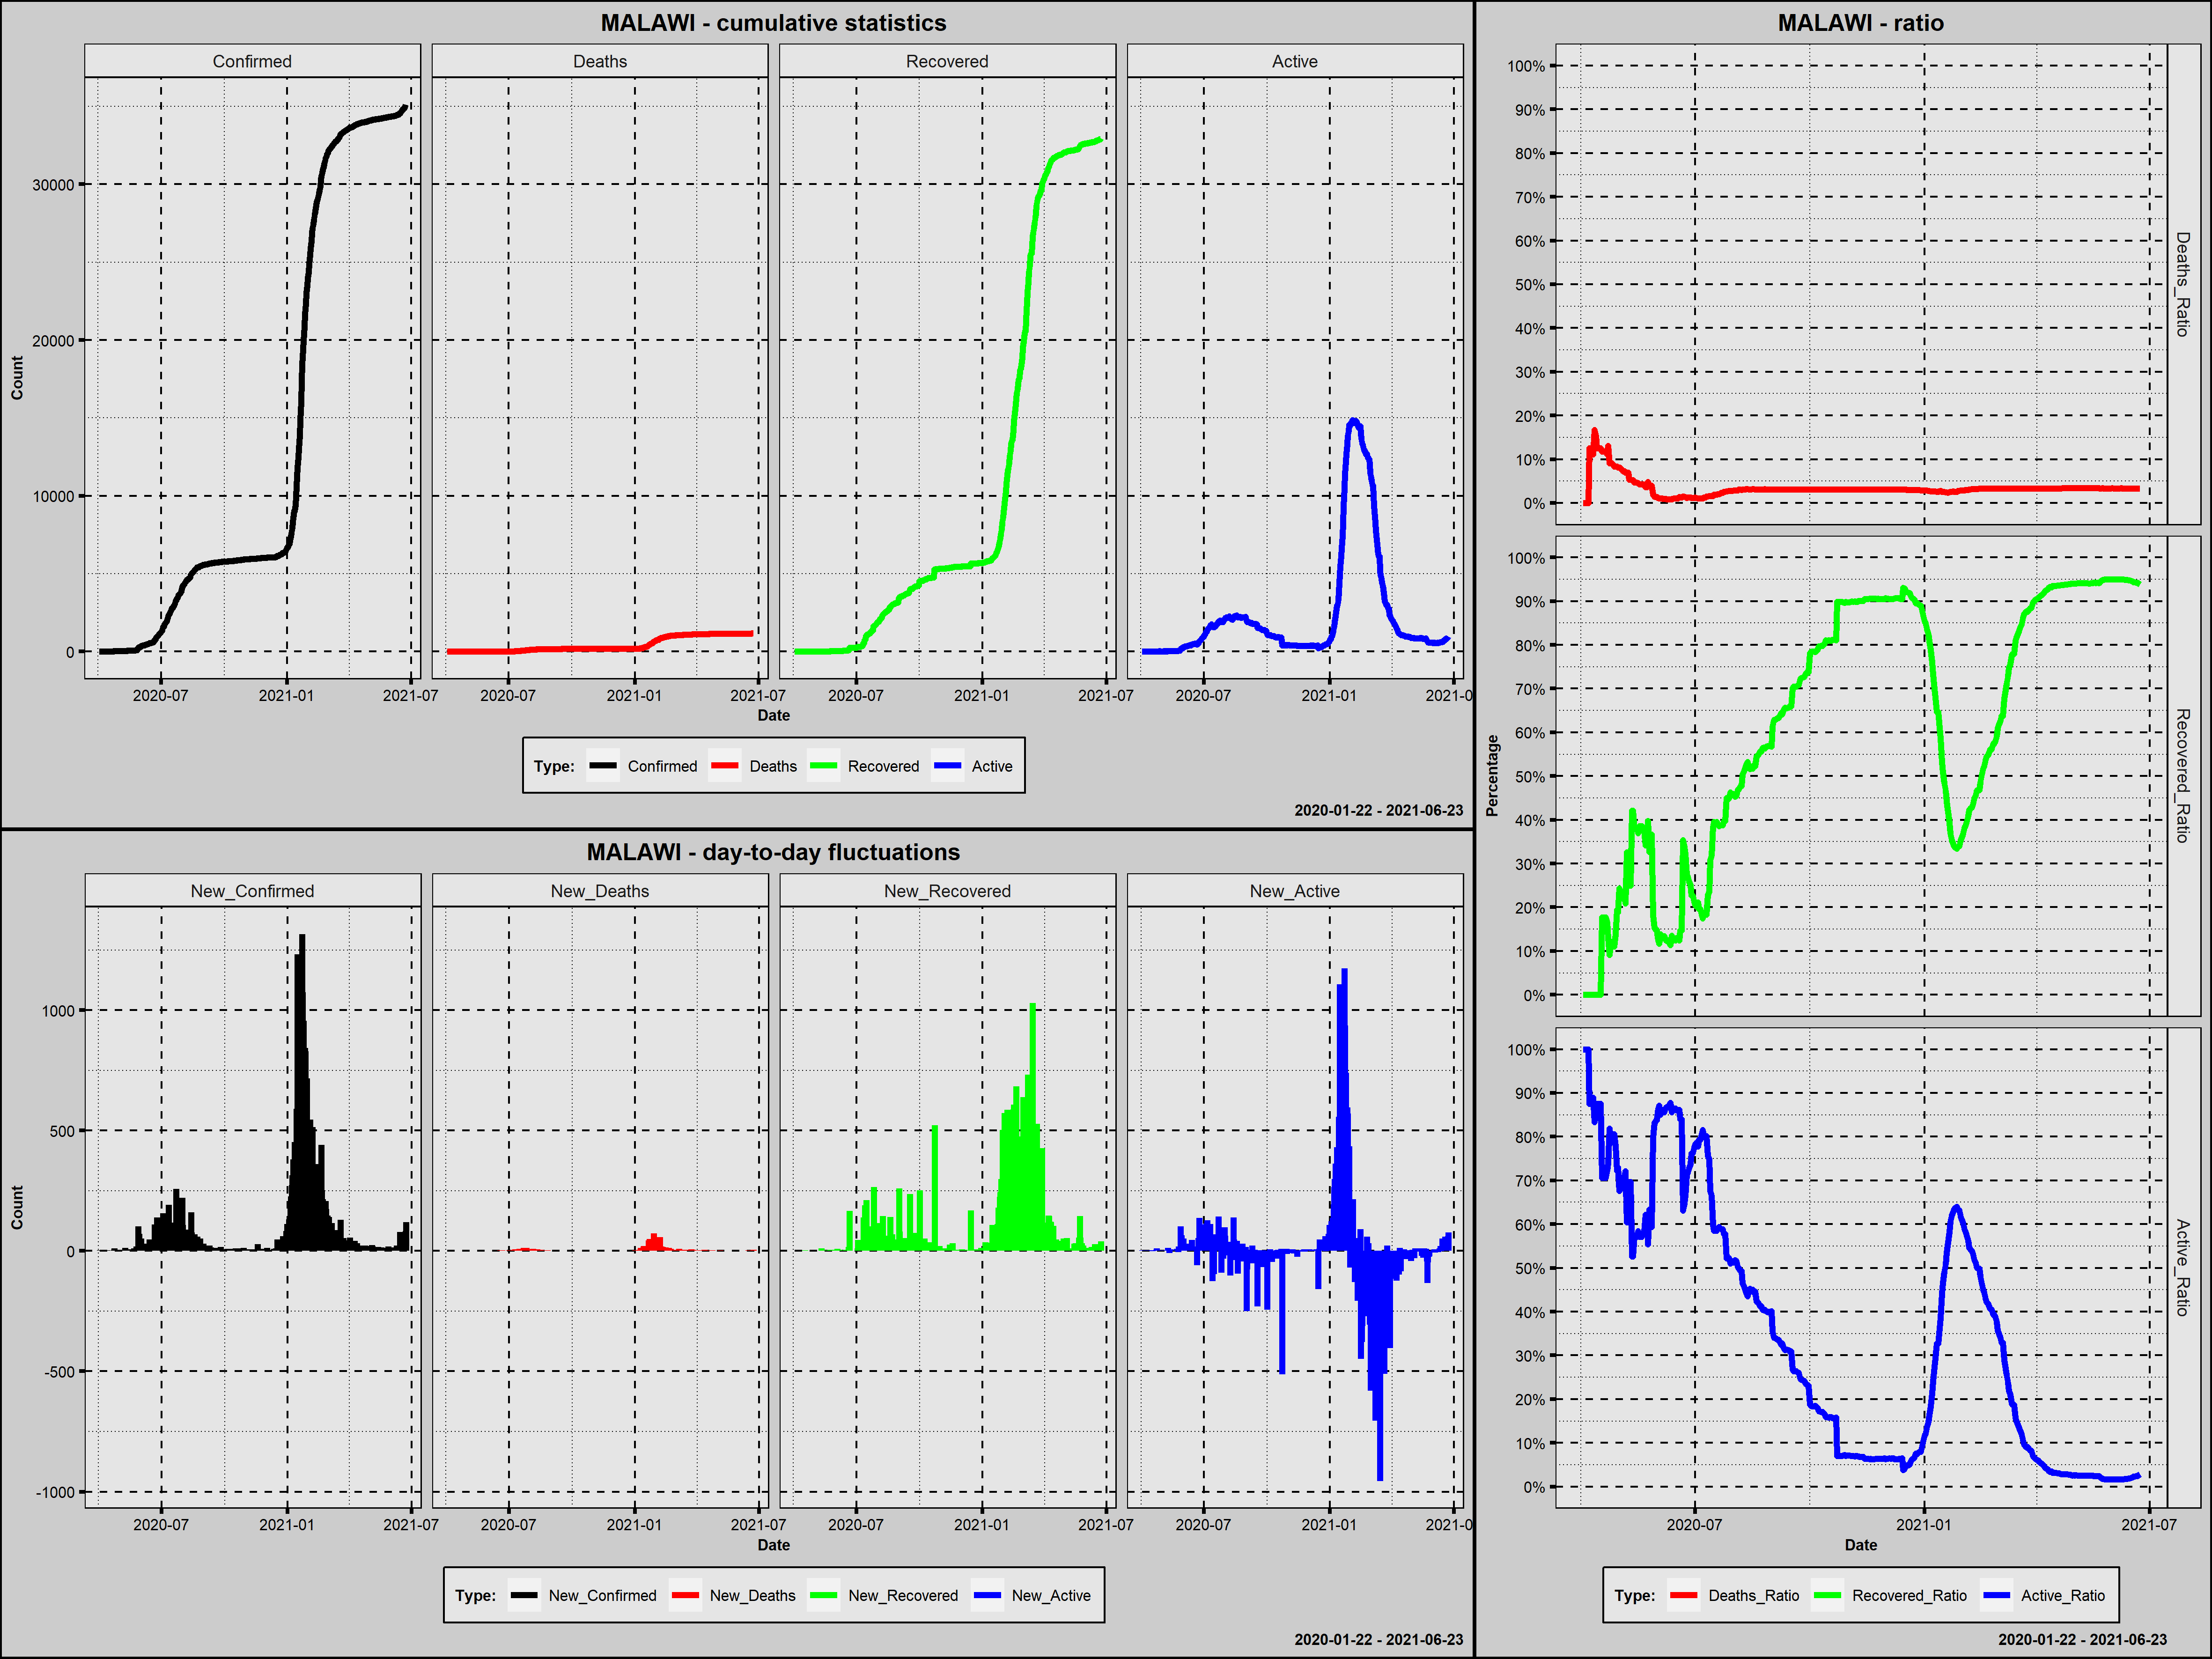 MALAWI - cumulative statistics
Confirmed Deaths Recovered Active
Count
30000
20000
10000
0
2020-07 2021-01 2021-07 2020-07 2021-01 2021-07 2020-07 2021-01 2021-07 2020-07 2021-01 2021-0
Date
Type: Confirmed Deaths Recovered Active
2020-01-22 - 2021-06-23
MALAWI - day-to-day fluctuations
New_Confirmed New_Deaths New_Recovered New_Active
Count
1000
500
0
-500
-1000
2020-07 2021-01 2021-07 2020-07 2021-01 2021-07 2020-07 2021-01 2021-07 2020-07 2021-01 2021-0
Date
Type: New_Confirmed New_Deaths New_Recovered New_Active
2020-01-22 - 2021-06-23
MALAWI - ratio
Percentage
100%
90%
80%
70%
60%
50%
40%
30%
20%
10%
0%
Deaths_Ratio
100%
90%
80%
70%
60%
50%
40%
30%
20%
10%
0%
Recovered_Ratio
100%
90%
80%
70%
60%
50%
40%
30%
20%
10%
0%
Active_Ratio
2020-07 2021-01 2021-07
Date
Type: Deaths_Ratio Recovered_Ratio Active_Ratio
2020-01-22 - 2021-06-23